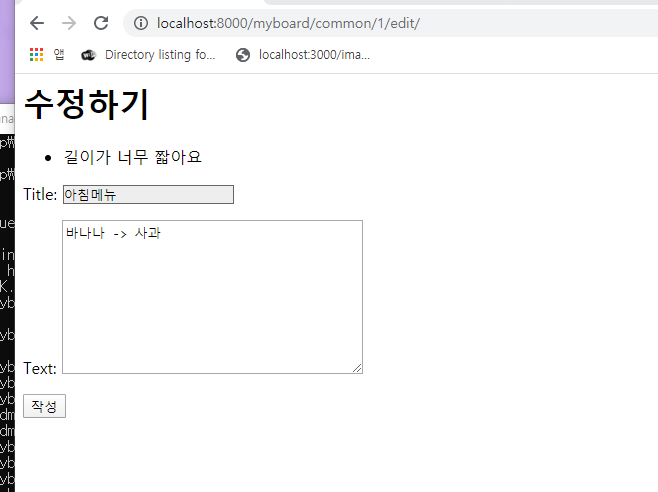 localhost:8000/myboard/common/1/edit/
앱 Directory listing fo... localhost:3000/ima...
수정하기
길이가 너무 짧아요
Title: 아침메뉴
바나나 -> 사과
Text:
작성